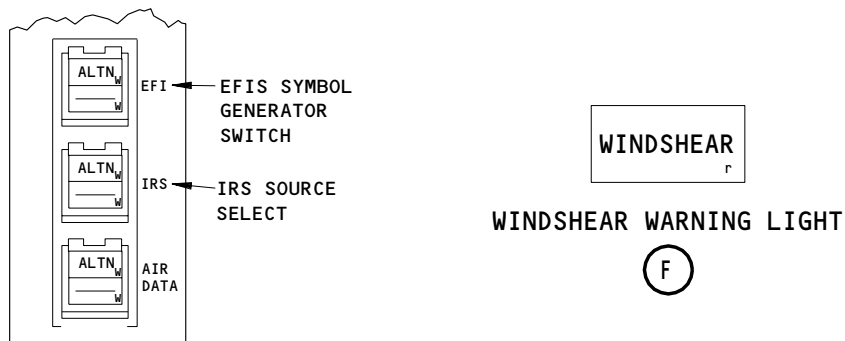 ALTN W
W
EFI
EFIS SYMBOL
GENERATOR
SWITCH
ALTN W
W
IRS
IRS SOURCE
SELECT
ALTN W
W
AIR
DATA
WINDSHEAR
r
WINDSHEAR WARNING LIGHT
F